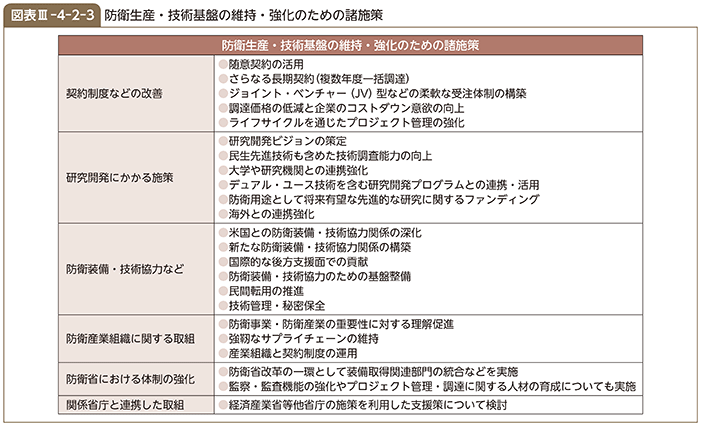 図表Ⅲ-4-2-3 防衛生産・技術基盤の維持・強化のための諸施策
防衛生産・技術基盤の維持・強化のための諸施策
契約制度などの改善
●随意契約の活用
●さらなる長期契約(複数年度一括調達)
●ジョイント・ベンチャー(JV)型などの柔軟な受注体制の構築
●調達価格の低減と企業のコストダウン意欲の向上
●ライフサイクルを通じたプロジェクト管理の強化
研究開発にかかる施策
●研究開発ビジョンの策定
●民生先進技術も含めた技術調査能力の向上
●大学や研究機関との連携強化
●デュアル・ユース技術を含む研究開発プログラムとの連携・活用
●防衛用途として将来有望な先進的な研究に関するファンディング
●海外との連携強化
防衛装備・技術協力など
●米国との防衛装備・技術協力関係の深化
●新たな防衛装備・技術協力関係の構築
●国際的な後方支援面での貢献
●防衛装備・技術協力のための基盤整備
●民間転用の推進
●技術管理・秘密保全
防衛産業組織に関する取組
●防衛事業・防衛産業の重要性に対する理解促進
●強靭なサプライチェーンの維持
●産業組織と契約制度の運用
防衛省における体制の強化
●防衛省改革の一環として装備取得関連部門の統合などを実施
●監察・監査機能の強化やプロジェクト管理・調達に関する人材の育成についても実施
関係省庁と連携した取組
●経済産業省等他省庁の施策を利用した支援策について検討